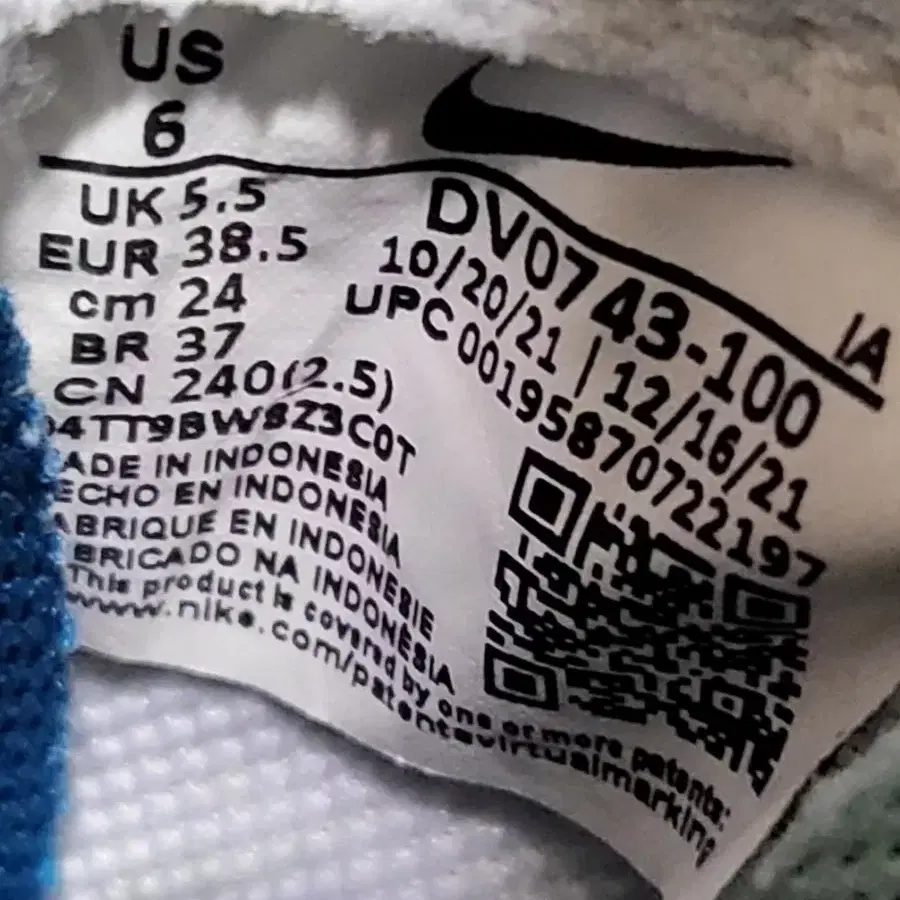 US
6
UK 5.5
EUR 38.5
cm 24
BR 37
CN 240(2.5)
04TT9BW8Z3C0T
ADE IN INDONESIA
ECHO EN INDONESIA
ABRIQUE EN INDONESIE
BRICADO NA INDONÉSIA
This product is covered by one or more patents:
www.nike.com/patentsvirtualmarking
IA
DV0743-100
10/20/21 | 12/16/21
UPC 00195870722197